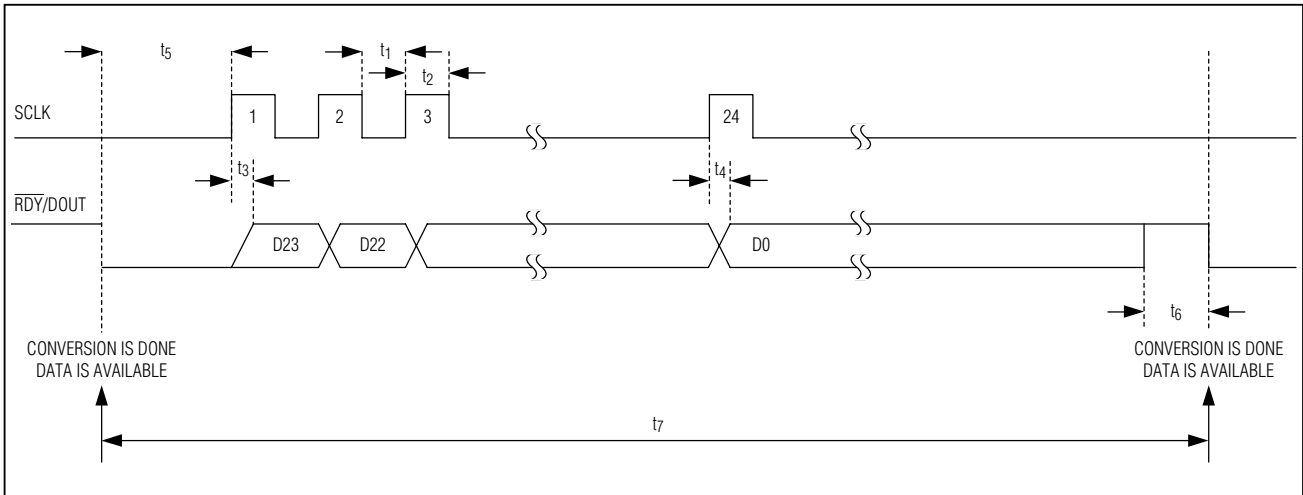 t5
t1
t2
SCLK
1
2
3
24
t3
t4
RDY/DOUT
D23
D22
D0
t6
CONVERSION IS DONE
DATA IS AVAILABLE
CONVERSION IS DONE
DATA IS AVAILABLE
t7